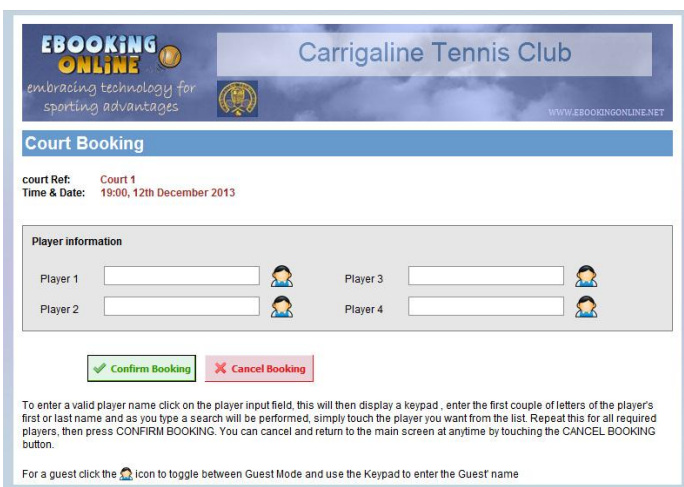 EBOOKiNG
ONLiNE
embracing technology for
sporting advantages
Carrigaline Tennis Club
WWW.EBOOKINGONLINE.NET
Court Booking
court Ref: Court 1
Time & Date: 19:00, 12th December 2013
Player information
Player 1 Player 3
Player 2 Player 4
Confirm Booking Cancel Booking
To enter a valid player name click on the player input field, this will then display a keypad , enter the first couple of letters of the player's
first or last name and as you type a search will be performed, simply touch the player you want from the list. Repeat this for all required
players, then press CONFIRM BOOKING. You can cancel and return to the main screen at anytime by touching the CANCEL BOOKING
button.
For a guest click the icon to toggle between Guest Mode and use the Keypad to enter the Guest' name